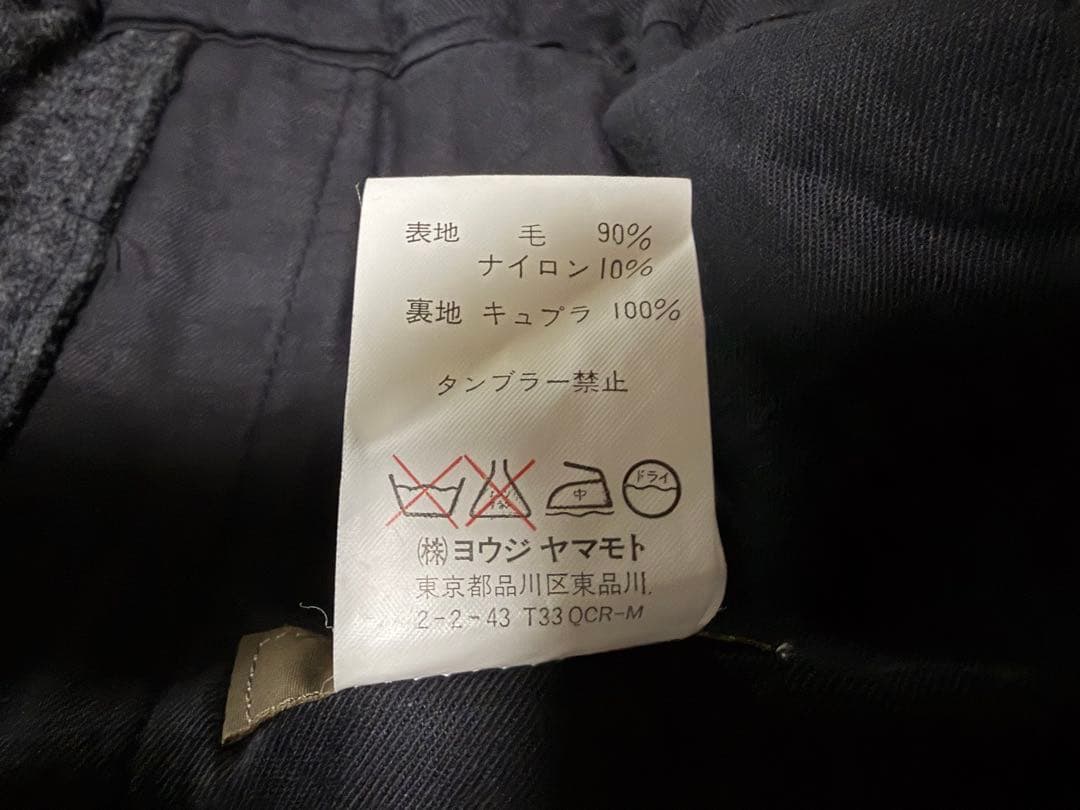 表地 毛 90%
ナイロン 10%
裏地 キュプラ 100%
タンブラー禁止
中 ドライ
㈱ヨウジ ヤマモト
東京都品川区東品川
2-2-43 T33 QCR-M